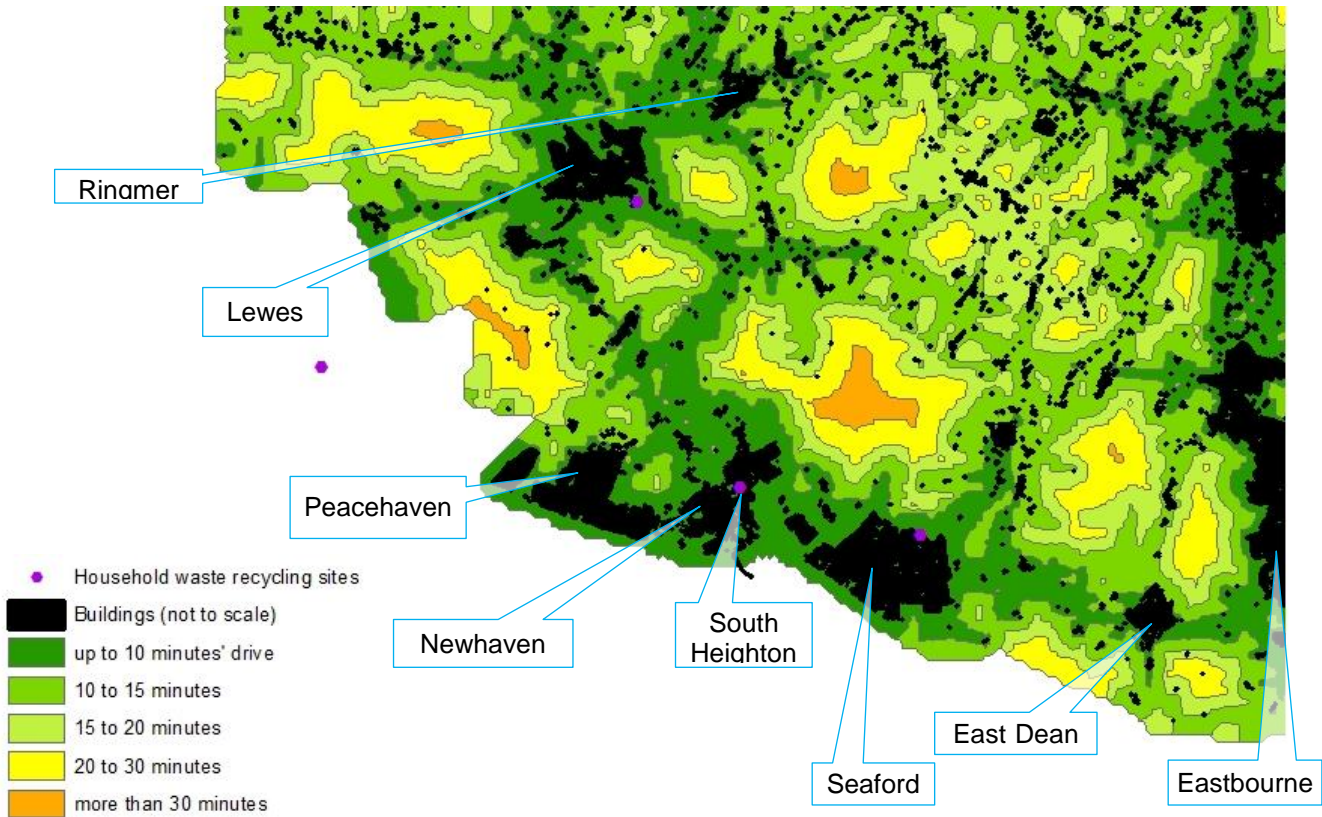 Ringmer
Lewes
Peacehaven
Newhaven
South
Heighton
Seaford
East Dean
Eastbourne
Household waste recycling sites
Buildings (not to scale)
up to 10 minutes' drive
10 to 15 minutes
15 to 20 minutes
20 to 30 minutes
more than 30 minutes